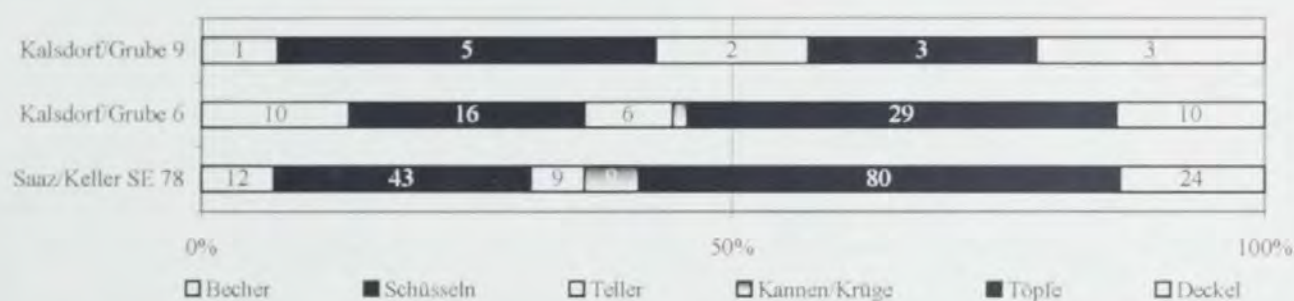 Kalsdorf/Grube 9 1 5 2 3 3
Kalsdorf/Grube 6 10 16 6 29 10
Saaz/Keller SE 78 12 43 9 9 80 24
0% 50% 100%
Becher Schüsseln Teller Kannen/Krüge Töpfe Deckel